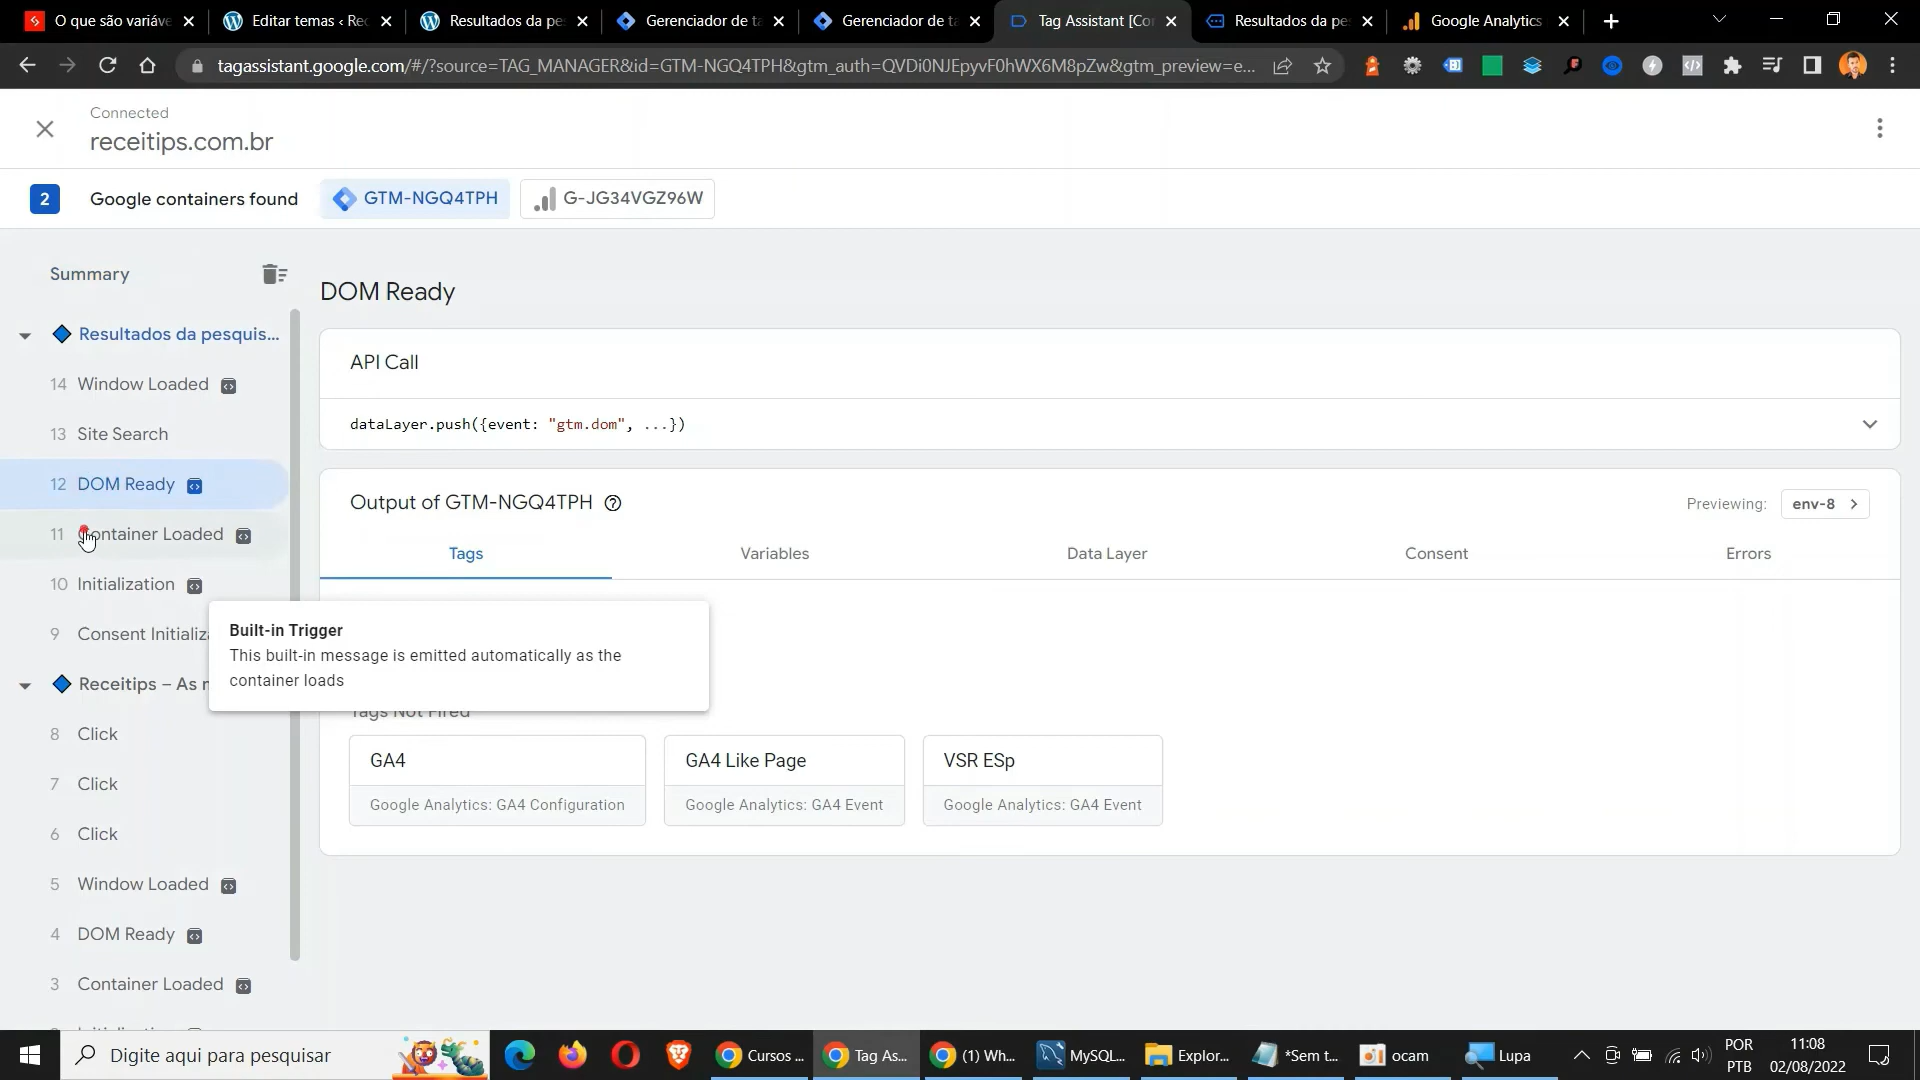 O que são variáve
Editar temas ‹ Rec
Resultados da pe
Gerenciador de ta
Gerenciador de ta
Tag Assistant [Co
Resultados da pe
Google Analytics
tagassistant.google.com/#/?source=TAG_MANAGER&id=GTM-NGQ4TPH&gtm_auth=QVDi0NJEpyvF0hWX6M8pZw&gtm_preview=e...
Connected
receitips.com.br
2 Google containers found GTM-NGQ4TPH G-JG34VGZ96W
Summary
Resultados da pesquis...
14 Window Loaded
13 Site Search
12 DOM Ready
11 Container Loaded
10 Initialization
9 Consent Initializa
Receitips – As r
8 Click
7 Click
6 Click
5 Window Loaded
4 DOM Ready
3 Container Loaded
DOM Ready
API Call
dataLayer.push({event: "gtm.dom", ...})
Output of GTM-NGQ4TPH
Previewing: env-8
Tags Variables Data Layer Consent Errors
Built-in Trigger
This built-in message is emitted automatically as the
container loads
Tags Not Fired
GA4
Google Analytics: GA4 Configuration
GA4 Like Page
Google Analytics: GA4 Event
VSR ESp
Google Analytics: GA4 Event
Digite aqui para pesquisar
Cursos ...
Tag As...
(1) Wh...
MySQL...
Explor...
*Sem t...
ocam
Lupa
POR
PTB
11:08
02/08/2022